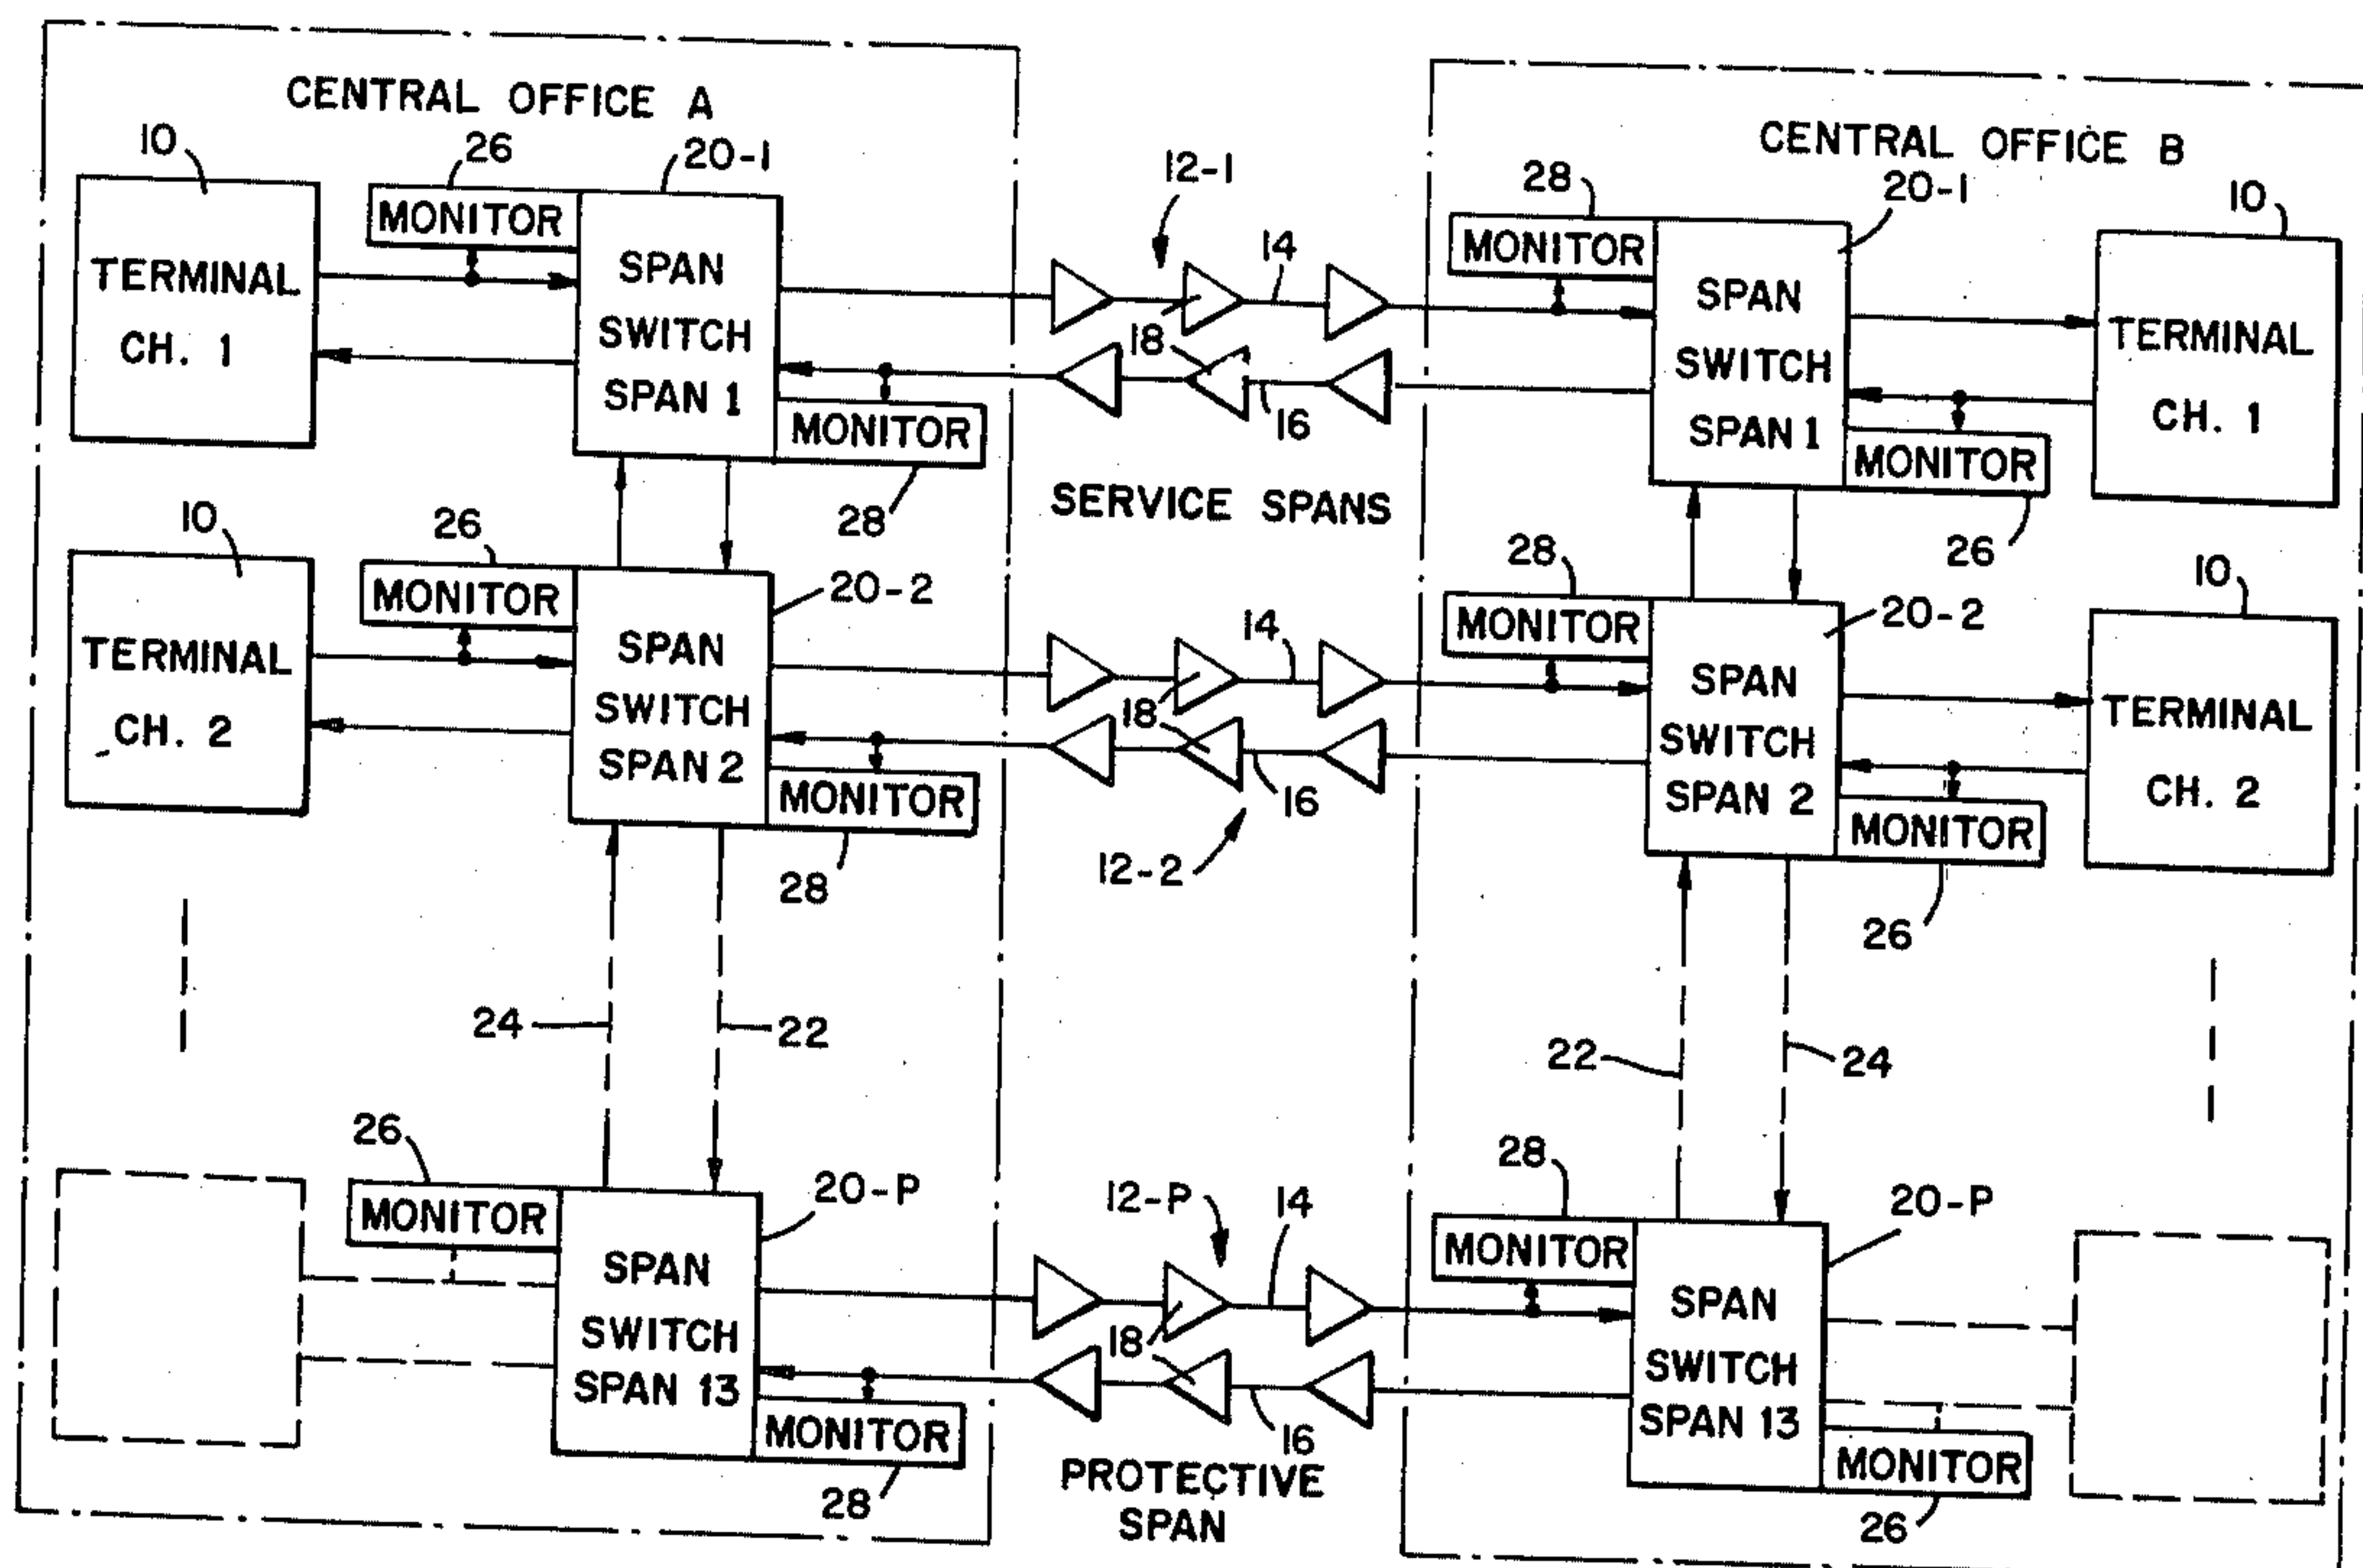 CENTRAL OFFICE A
CENTRAL OFFICE B
10
26
20-1
12-1
28
20-1
10
MONITOR
MONITOR
TERMINAL
CH. 1
SPAN
SWITCH
SPAN 1
14
18
16
SPAN
SWITCH
SPAN 1
TERMINAL
CH. 1
MONITOR
28
MONITOR
26
SERVICE SPANS
10
26
20-2
28
20-2
10
MONITOR
MONITOR
TERMINAL
CH. 2
SPAN
SWITCH
SPAN 2
14
18
16
12-2
SPAN
SWITCH
SPAN 2
TERMINAL
CH. 2
MONITOR
28
MONITOR
26
24
22
22
24
26
20-P
12-P
14
28
20-P
MONITOR
MONITOR
SPAN
SWITCH
SPAN 13
18
16
SPAN
SWITCH
SPAN 13
MONITOR
28
MONITOR
26
PROTECTIVE
SPAN